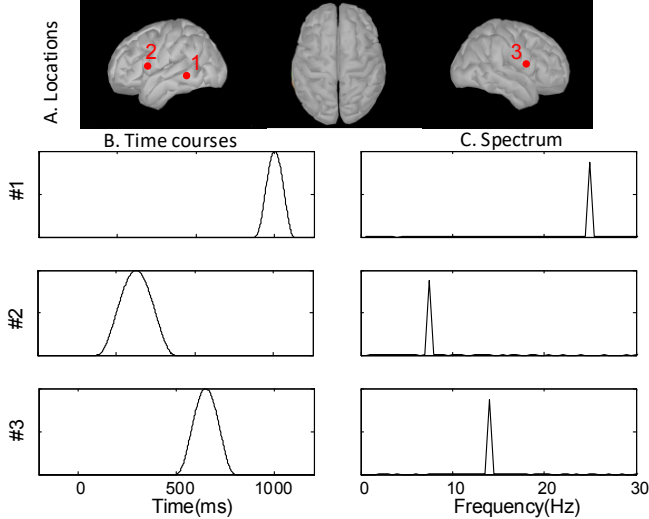 A. Locations
2
1
3
B. Time courses
C. Spectrum
#1
#2
#3
0 500 1000
Time(ms)
0 10 20 30
Frequency(Hz)